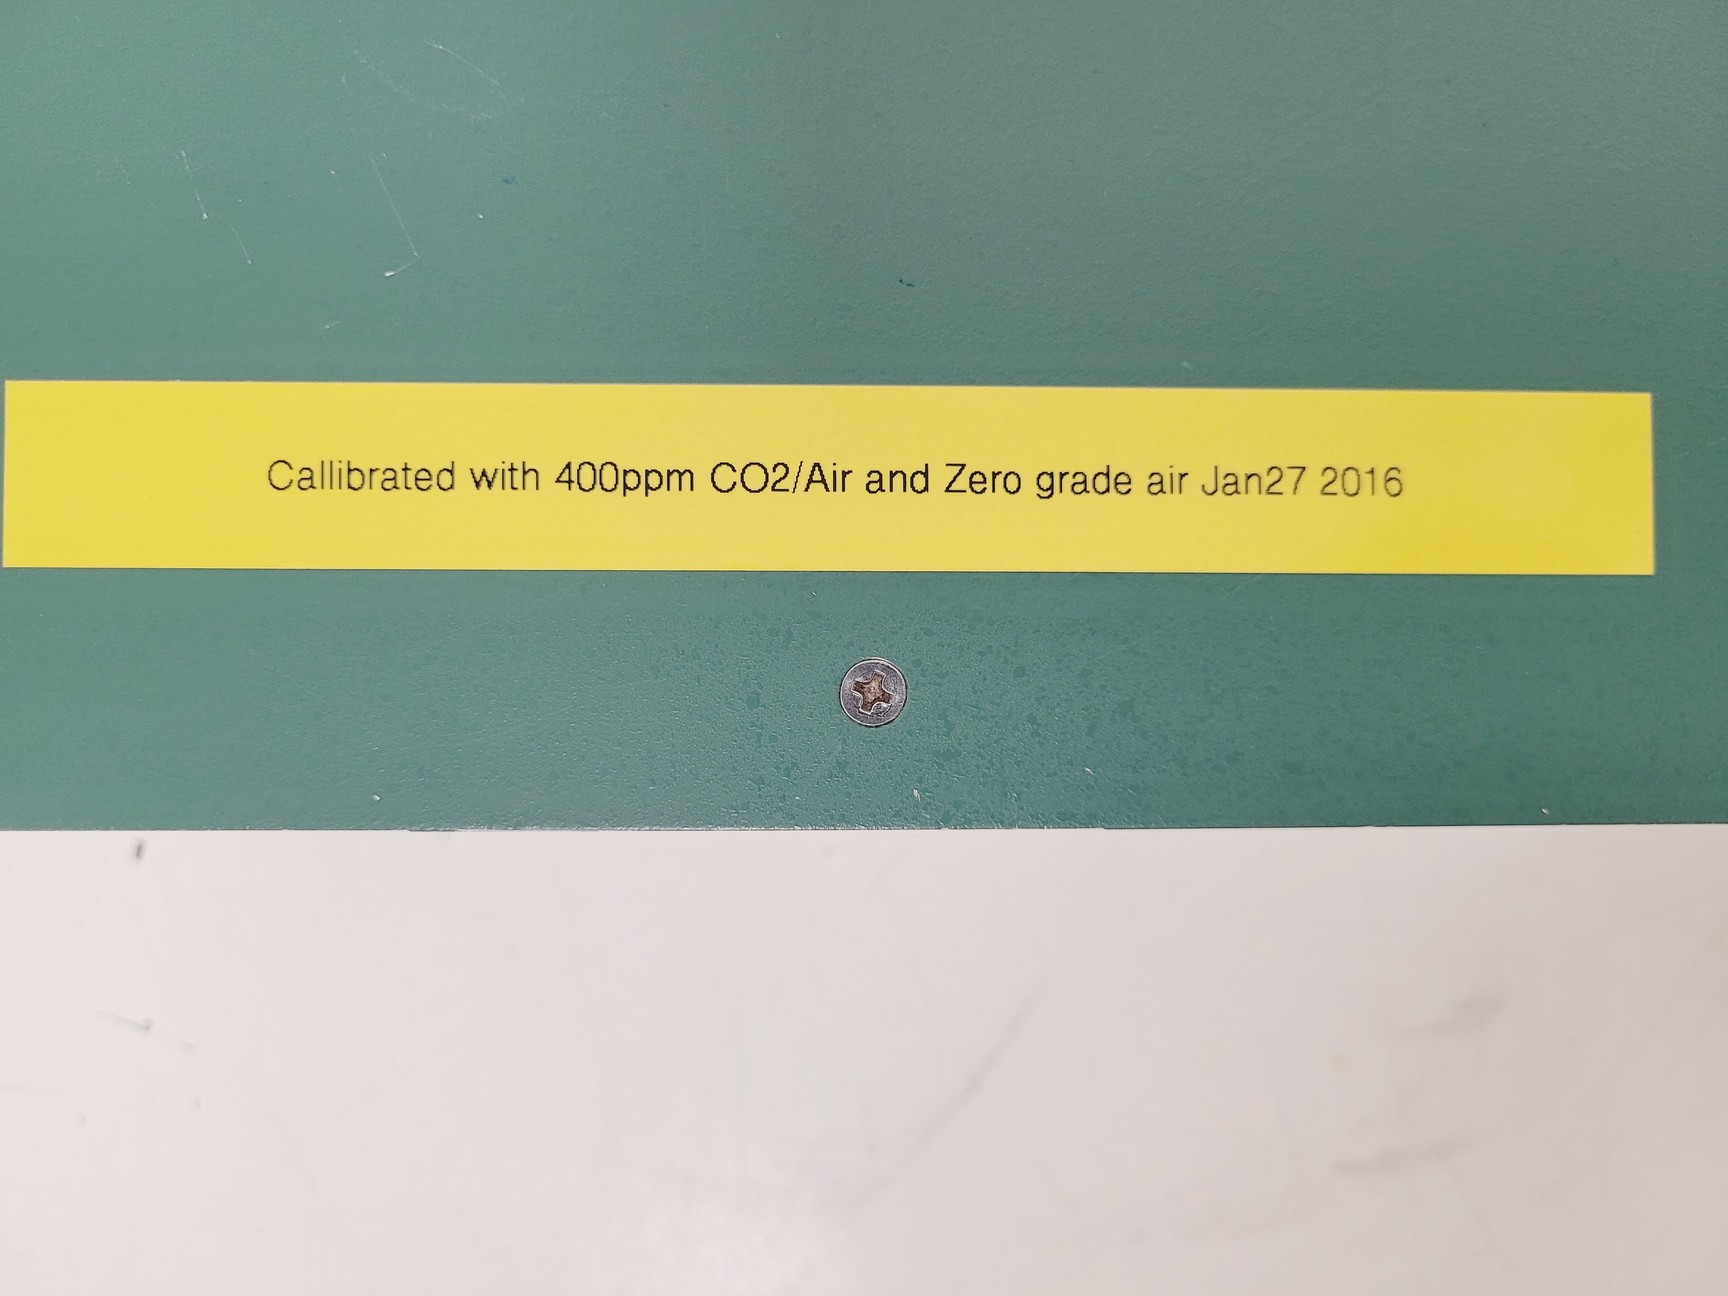 Callibrated with 400ppm CO2/Air and Zero grade air Jan27 2016